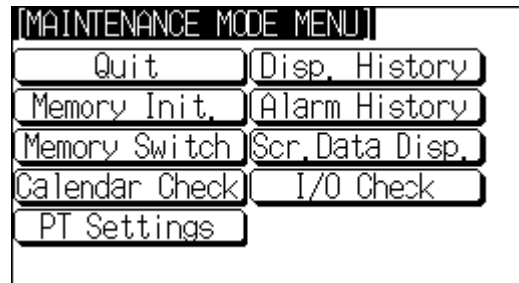 [MAINTENANCE MODE MENU]
Quit Disp. History
Memory Init. Alarm History
Memory Switch Scr.Data Disp.
Calendar Check I/O Check
PT Settings